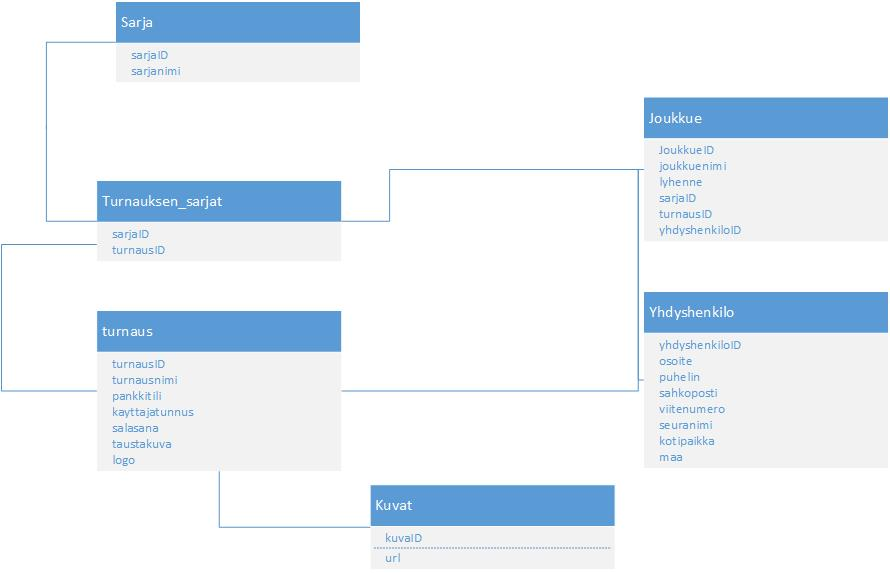 Sarja
sarjaID
sarjanimi
Turnauksen_sarjat
sarjaID
turnausID
turnaus
turnausID
turnausnimi
pankkitili
kayttajatunnus
salasana
taustakuva
logo
Kuvat
kuvaID
url
Joukkue
JoukkueID
joukkuenimi
lyhenne
sarjaID
turnausID
yhdyshenkiloID
Yhdyshenkilo
yhdyshenkiloID
osoite
puhelin
sahkoposti
viitenumero
seuranimi
kotipaikka
maa